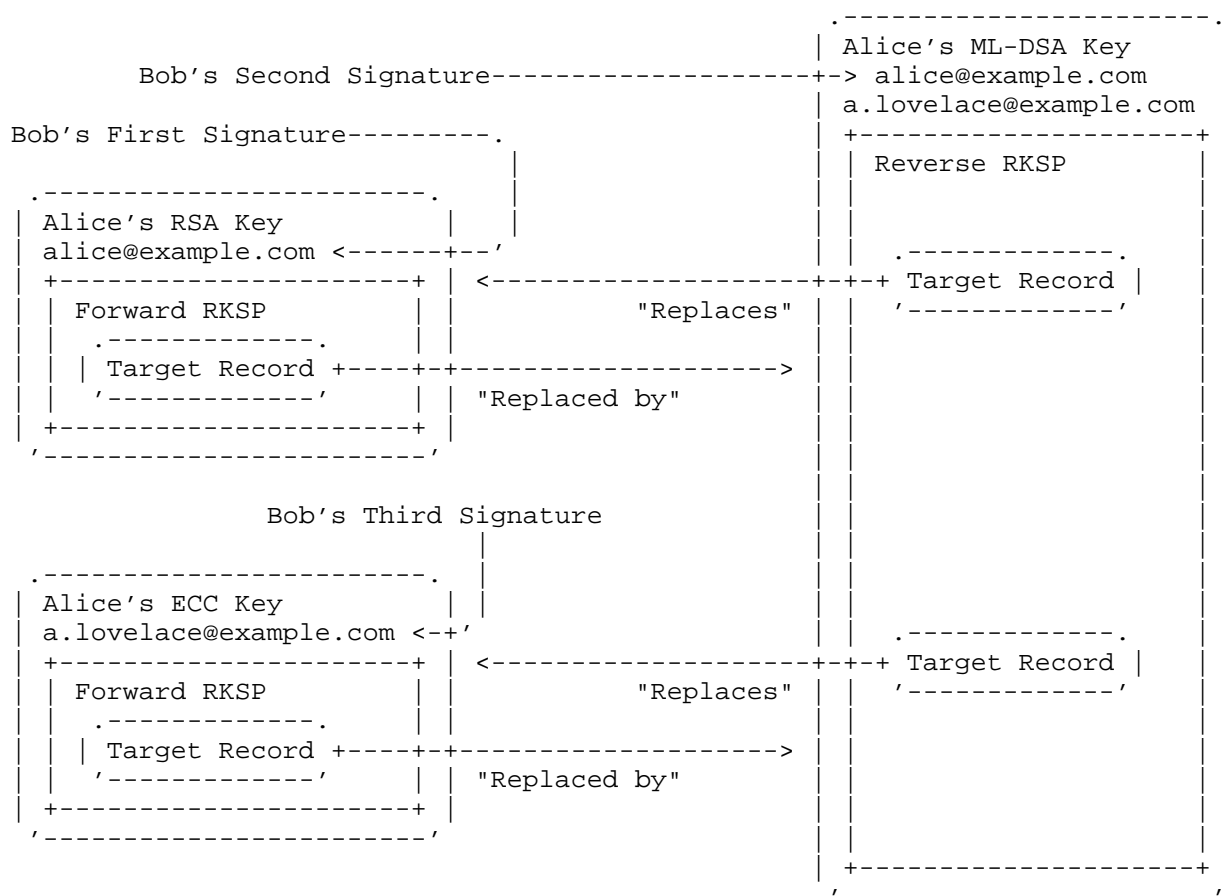 Alice's ML-DSA Key
Bob's Second Signature
alice@example.com
a.lovelace@example.com
Bob's First Signature
Reverse RKSP
Alice's RSA Key
alice@example.com
Target Record
Forward RKSP
"Replaces"
Target Record
"Replaced by"
Bob's Third Signature
Alice's ECC Key
a.lovelace@example.com
Target Record
Forward RKSP
"Replaces"
Target Record
"Replaced by"